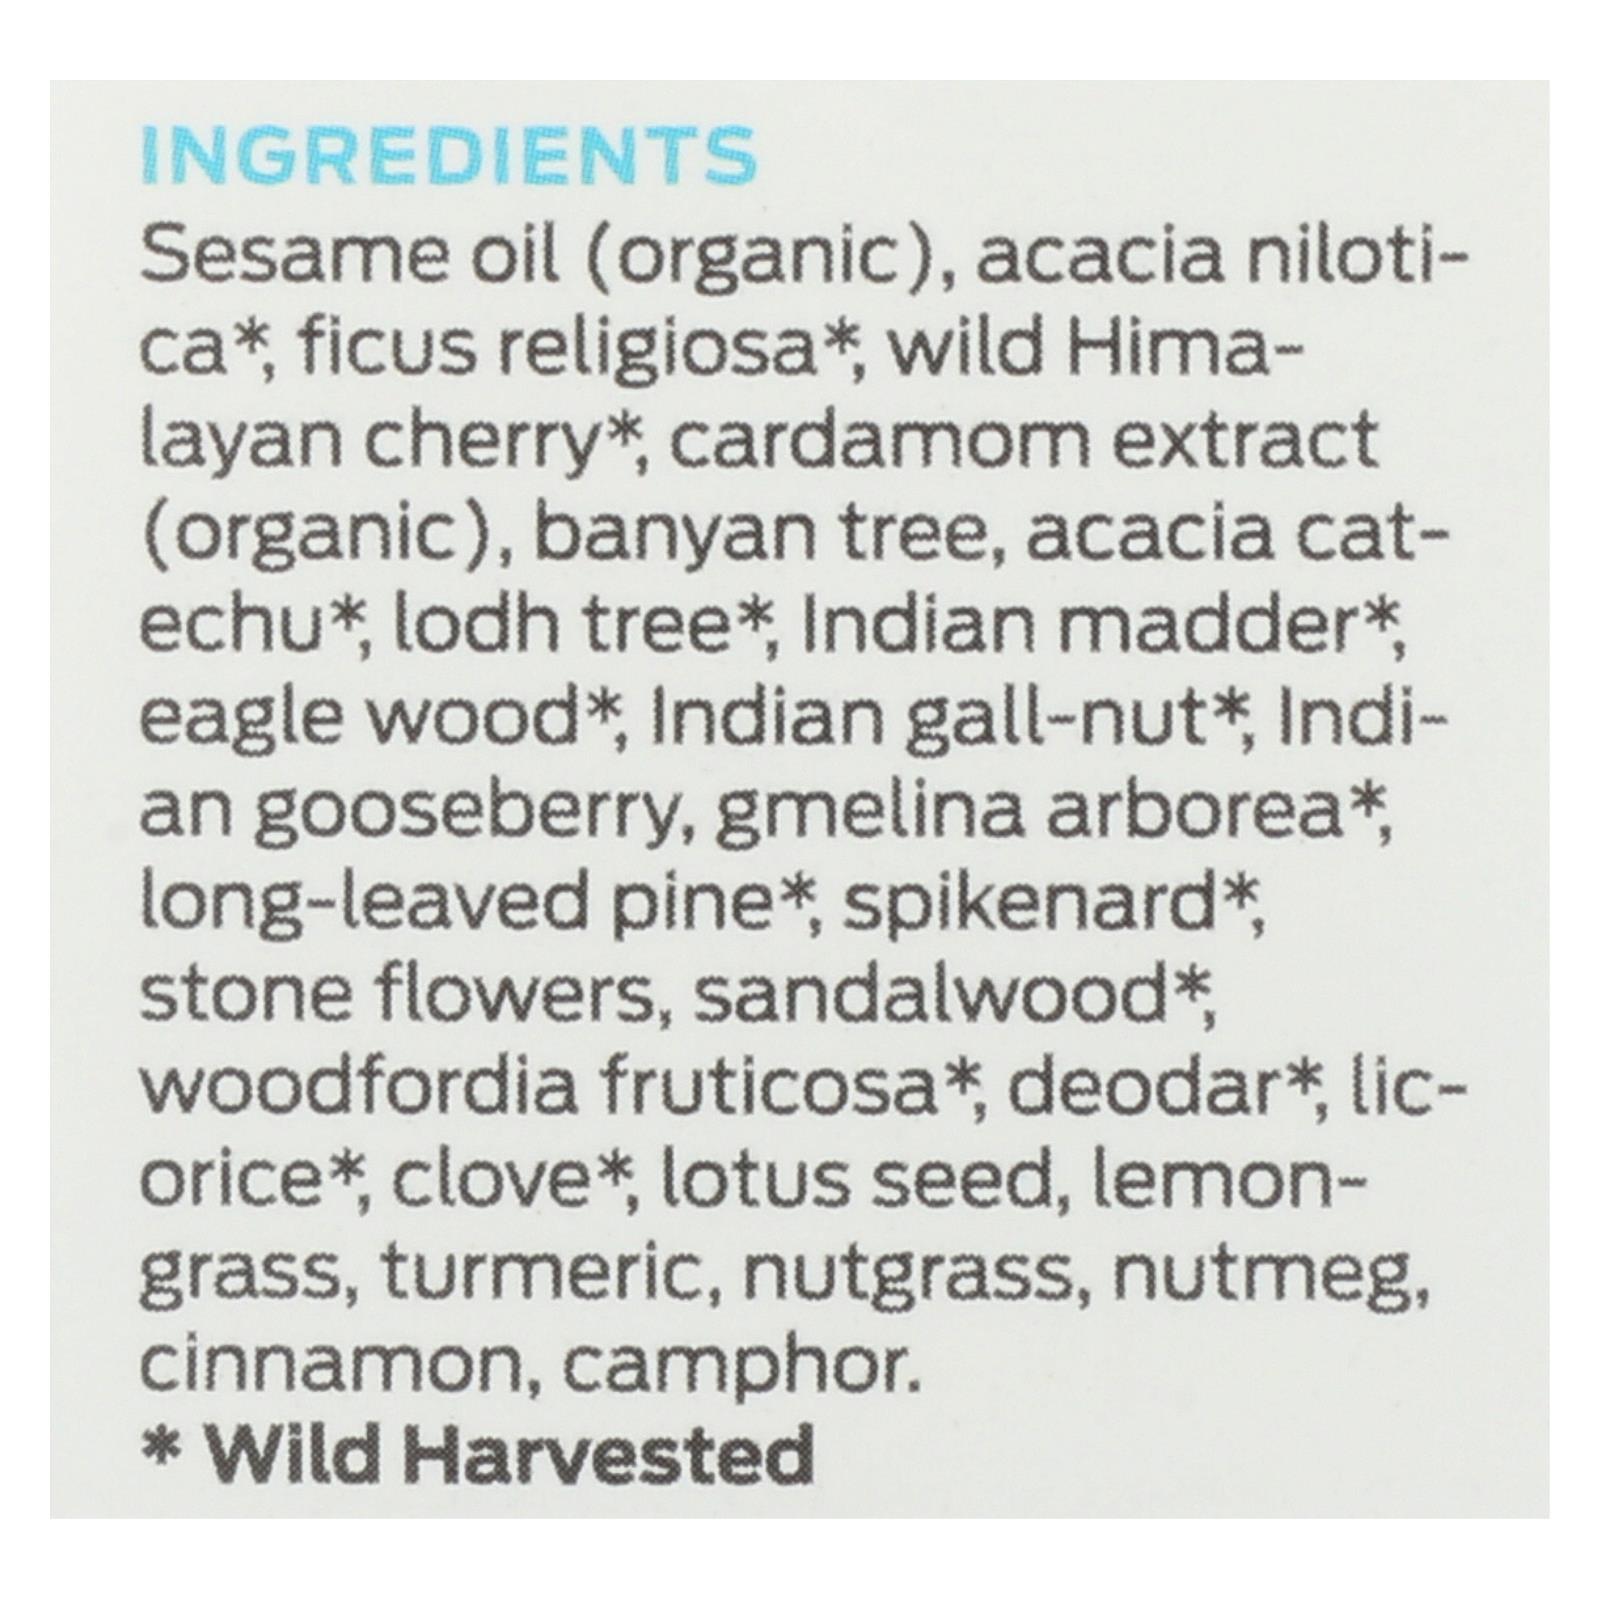 INGREDIENTS
Sesame oil (organic), acacia niloti-
ca*, ficus religiosa*, wild Hima-
layan cherry*, cardamom extract
(organic), banyan tree, acacia cat-
echu*, lodh tree*, Indian madder*,
eagle wood*, Indian gall-nut*, Indi-
an gooseberry, gmelina arborea*,
long-leaved pine*, spikenard*,
stone flowers, sandalwood*,
woodfordia fruticosa*, deodar*, lic-
orice*, clove*, lotus seed, lemon-
grass, turmeric, nutgrass, nutmeg,
cinnamon, camphor.
* Wild Harvested